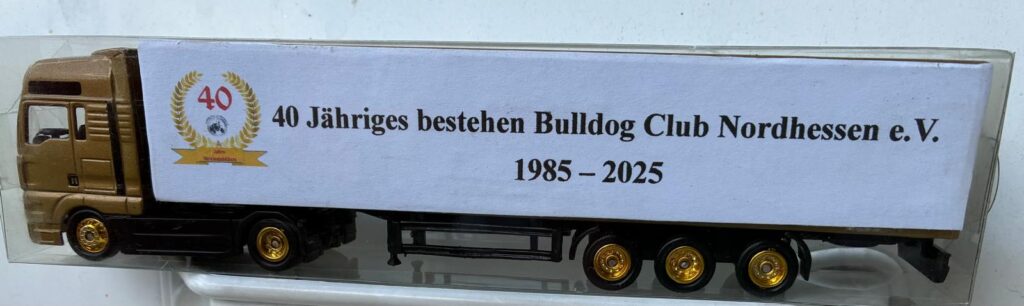 40
40 Jähriges bestehen Bulldog Club Nordhessen e.V.
1985 – 2025